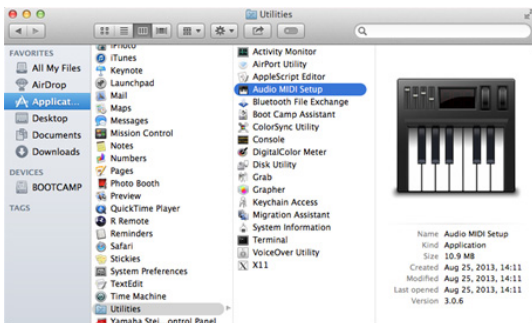 Utilities
FAVORITES
All My Files
AirDrop
Applicat...
Desktop
Documents
Downloads
DEVICES
BOOTCAMP
TAGS
iPhoto
iTunes
Keynote
Launchpad
Mail
Maps
Messages
Mission Control
Notes
Numbers
Pages
Photo Booth
Preview
QuickTime Player
R Remote
Reminders
Safari
Stickies
System Preferences
TextEdit
Time Machine
Utilities
Yamaha Stei...ontrol Panel
Activity Monitor
AirPort Utility
AppleScript Editor
Audio MIDI Setup
Bluetooth File Exchange
Boot Camp Assistant
ColorSync Utility
Console
DigitalColor Meter
Disk Utility
Grab
Grapher
Keychain Access
Migration Assistant
System Information
Terminal
VoiceOver Utility
X11
Name Audio MIDI Setup
Kind Application
Size 10.9 MB
Created Aug 25, 2013, 14:11
Modified Aug 25, 2013, 14:11
Last opened Aug 25, 2013, 14:11
Version 3.0.6